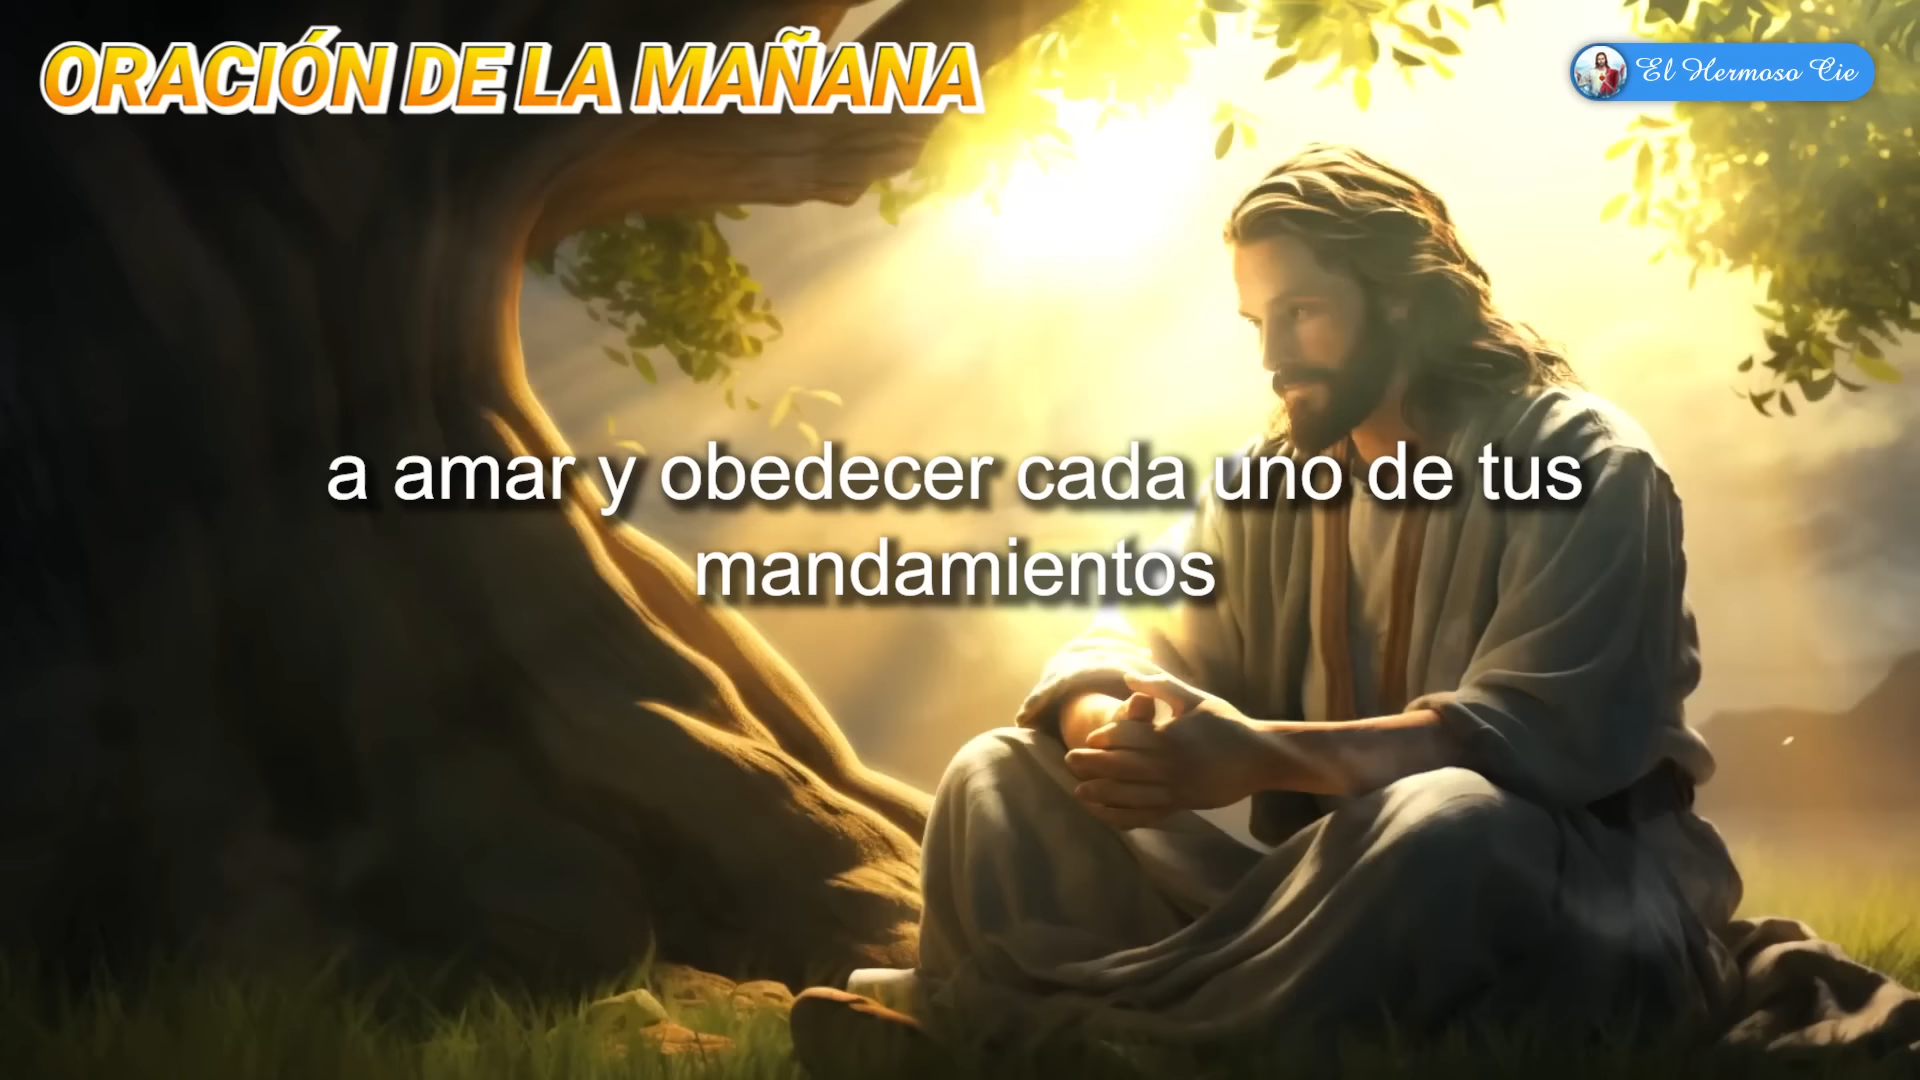 ORACIÓN DE LA MAÑANA
El Hermoso Cie
a amar y obedecer cada uno de tus
mandamientos